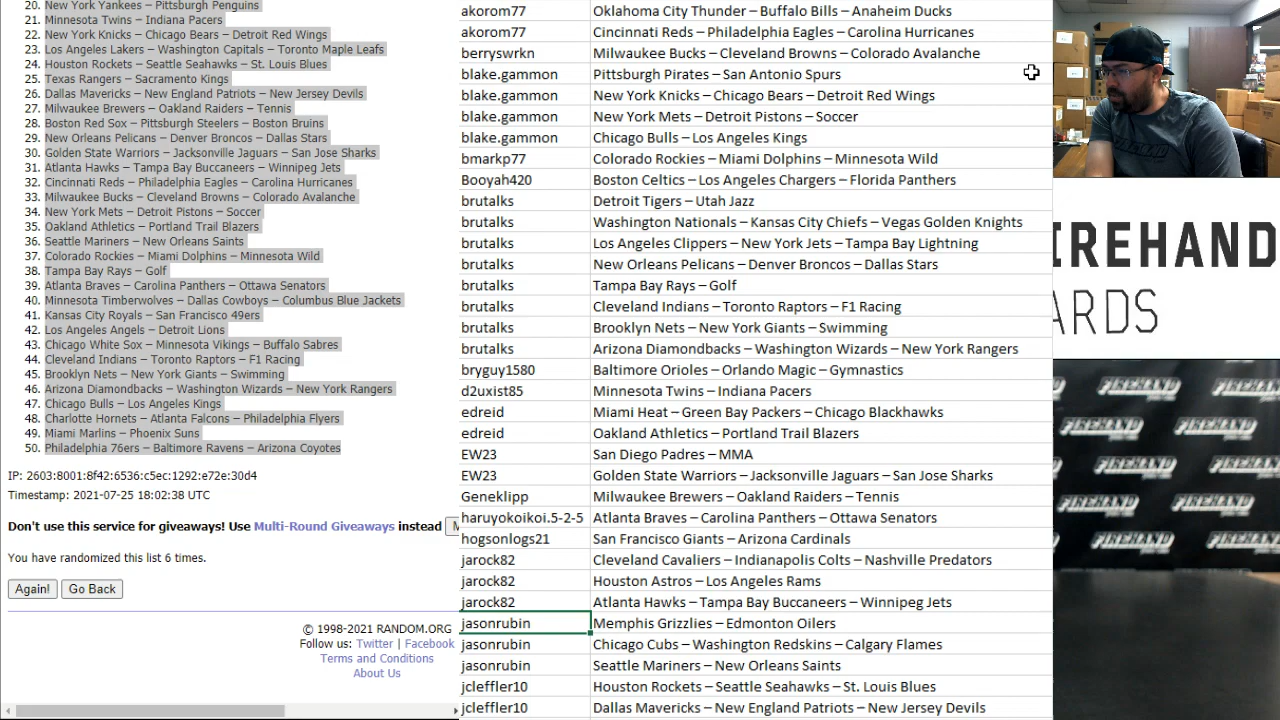 20. New York Yankees – Pittsburgh Penguins
21. Minnesota Twins – Indiana Pacers
22. New York Knicks – Chicago Bears – Detroit Red Wings
23. Los Angeles Lakers – Washington Capitals – Toronto Maple Leafs
24. Houston Rockets – Seattle Seahawks – St. Louis Blues
25. Texas Rangers – Sacramento Kings
26. Dallas Mavericks – New England Patriots – New Jersey Devils
27. Milwaukee Brewers – Oakland Raiders – Tennis
28. Boston Red Sox – Pittsburgh Steelers – Boston Bruins
29. New Orleans Pelicans – Denver Broncos – Dallas Stars
30. Golden State Warriors – Jacksonville Jaguars – San Jose Sharks
31. Atlanta Hawks – Tampa Bay Buccaneers – Winnipeg Jets
32. Cincinnati Reds – Philadelphia Eagles – Carolina Hurricanes
33. Milwaukee Bucks – Cleveland Browns – Colorado Avalanche
34. New York Mets – Detroit Pistons – Soccer
35. Oakland Athletics – Portland Trail Blazers
36. Seattle Mariners – New Orleans Saints
37. Colorado Rockies – Miami Dolphins – Minnesota Wild
38. Tampa Bay Rays – Golf
39. Atlanta Braves – Carolina Panthers – Ottawa Senators
40. Minnesota Timberwolves – Dallas Cowboys – Columbus Blue Jackets
41. Kansas City Royals – San Francisco 49ers
42. Los Angeles Angels – Detroit Lions
43. Chicago White Sox – Minnesota Vikings – Buffalo Sabres
44. Cleveland Indians – Toronto Raptors – F1 Racing
45. Brooklyn Nets – New York Giants – Swimming
46. Arizona Diamondbacks – Washington Wizards – New York Rangers
47. Chicago Bulls – Los Angeles Kings
48. Charlotte Hornets – Atlanta Falcons – Philadelphia Flyers
49. Miami Marlins – Phoenix Suns
50. Philadelphia 76ers – Baltimore Ravens – Arizona Coyotes
IP: 2603:8001:8f42:6536:c5ec:1292:e72e:30d4
Timestamp: 2021-07-25 18:02:38 UTC
Don't use this service for giveaways! Use Multi-Round Giveaways instead
You have randomized this list 6 times.
Again! Go Back
© 1998-2021 RANDOM.ORG
Follow us: Twitter | Facebook
Terms and Conditions
About Us
akorom77 Oklahoma City Thunder – Buffalo Bills – Anaheim Ducks
akorom77 Cincinnati Reds – Philadelphia Eagles – Carolina Hurricanes
berryswrkn Milwaukee Bucks – Cleveland Browns – Colorado Avalanche
blake.gammon Pittsburgh Pirates – San Antonio Spurs
blake.gammon New York Knicks – Chicago Bears – Detroit Red Wings
blake.gammon New York Mets – Detroit Pistons – Soccer
blake.gammon Chicago Bulls – Los Angeles Kings
bmarkp77 Colorado Rockies – Miami Dolphins – Minnesota Wild
Booyah420 Boston Celtics – Los Angeles Chargers – Florida Panthers
brutalks Detroit Tigers – Utah Jazz
brutalks Washington Nationals – Kansas City Chiefs – Vegas Golden Knights
brutalks Los Angeles Clippers – New York Jets – Tampa Bay Lightning
brutalks New Orleans Pelicans – Denver Broncos – Dallas Stars
brutalks Tampa Bay Rays – Golf
brutalks Cleveland Indians – Toronto Raptors – F1 Racing
brutalks Brooklyn Nets – New York Giants – Swimming
brutalks Arizona Diamondbacks – Washington Wizards – New York Rangers
bryguy1580 Baltimore Orioles – Orlando Magic – Gymnastics
d2uxist85 Minnesota Twins – Indiana Pacers
edreid Miami Heat – Green Bay Packers – Chicago Blackhawks
edreid Oakland Athletics – Portland Trail Blazers
EW23 San Diego Padres – MMA
EW23 Golden State Warriors – Jacksonville Jaguars – San Jose Sharks
Geneklipp Milwaukee Brewers – Oakland Raiders – Tennis
haruyokoikoi.5-2-5 Atlanta Braves – Carolina Panthers – Ottawa Senators
hogsonlogs21 San Francisco Giants – Arizona Cardinals
jarock82 Cleveland Cavaliers – Indianapolis Colts – Nashville Predators
jarock82 Houston Astros – Los Angeles Rams
jarock82 Atlanta Hawks – Tampa Bay Buccaneers – Winnipeg Jets
jasonrubin Memphis Grizzlies – Edmonton Oilers
jasonrubin Chicago Cubs – Washington Redskins – Calgary Flames
jasonrubin Seattle Mariners – New Orleans Saints
jcleffler10 Houston Rockets – Seattle Seahawks – St. Louis Blues
jcleffler10 Dallas Mavericks – New England Patriots – New Jersey Devils
IREHAND
ARDS
FIREHAND
FIREHAND
FIREHAND
FIREHAND
FIREHAND
FIREHAND